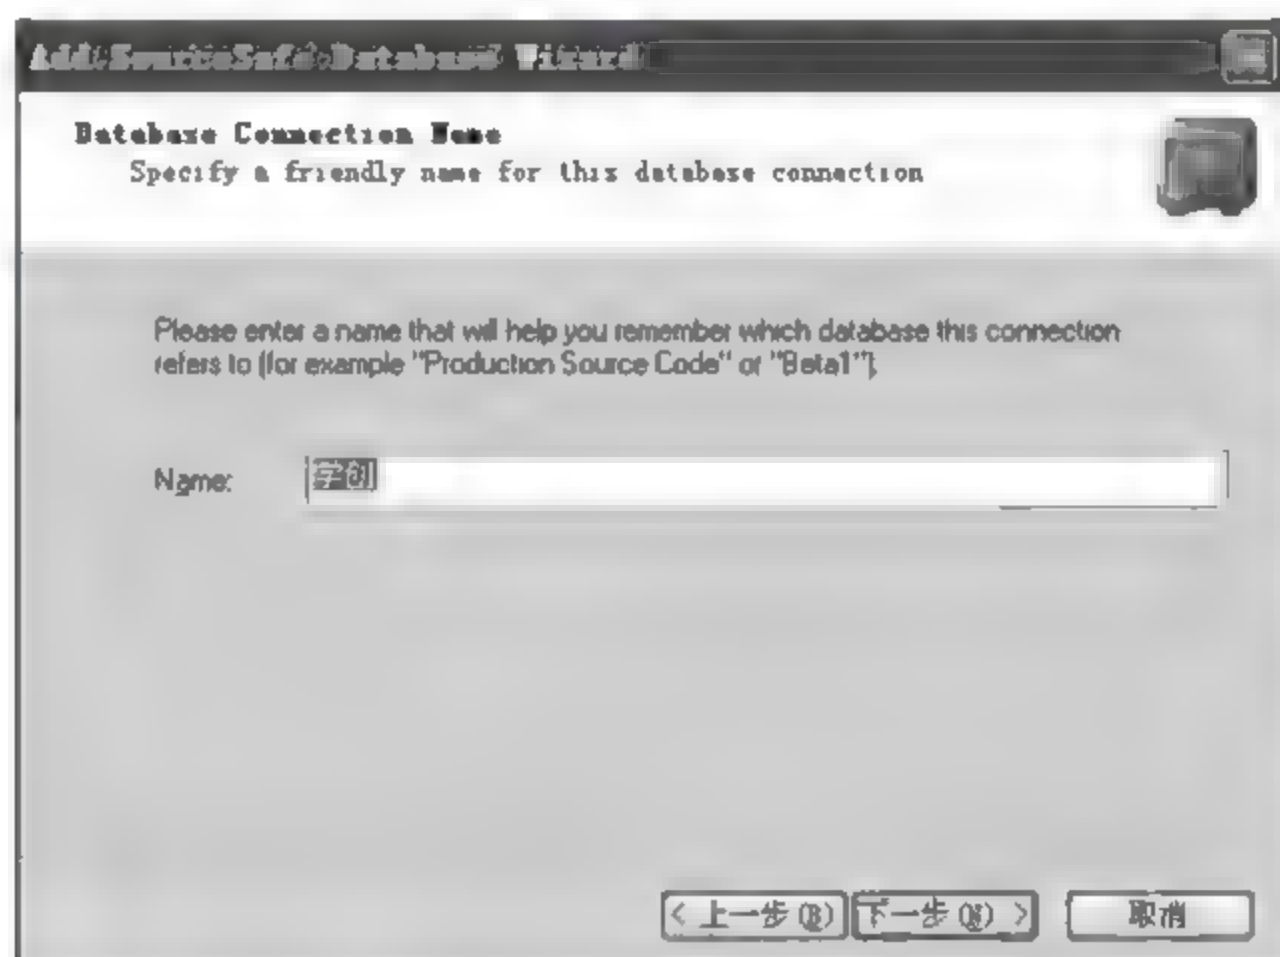 Add SourceSafe Database Wizard
Database Connection Name
Specify a friendly name for this database connection
Please enter a name that will help you remember which database this connection
refers to (for example "Production Source Code" or "Beta1").
Name:
字创
< 上一步(B)
下一步(N) >
取消